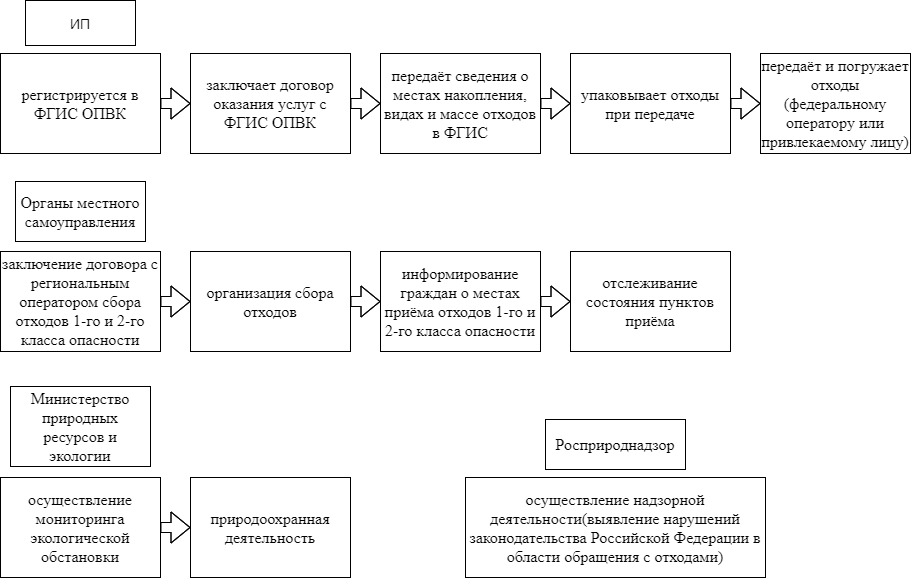 ИП
регистрируется в
ФГИС ОПВК
заключает договор
оказания услуг с
ФГИС ОПВК
передаёт сведения о
местах накопления,
видах и массе отходов
в ФГИС
упаковывает отходы
при передаче
передаёт и погружает
отходы
(федеральному
оператору или
привлекаемому лицу)
Органы местного
самоуправления
заключение договора с
региональным
оператором сбора
отходов 1-го и 2-го
класса опасности
организация сбора
отходов
информирование
граждан о местах
приёма отходов 1-го и
2-го класса опасности
отслеживание
состояния пунктов
приёма
Министерство
природных
ресурсов и
экологии
осуществление
мониторинга
экологической
обстановки
природоохранная
деятельность
Росприроднадзор
осуществление надзорной
деятельности(выявление нарушений
законодательства Российской Федерации в
области обращения с отходами)